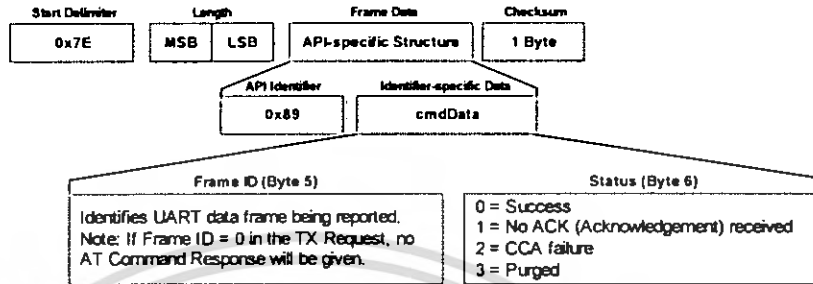 Start Delimiter Length Frame Data Checksum
0x7E MSB LSB API-specific Structure 1 Byte
API Identifier Identifier-specific Data
0x89 cmdData
Frame ID (Byte 5)
Identifies UART data frame being reported.
Note: If Frame ID = 0 in the TX Request, no
AT Command Response will be given.
Status (Byte 6)
0 = Success
1 = No ACK (Acknowledgement) received
2 = CCA failure
3 = Purged